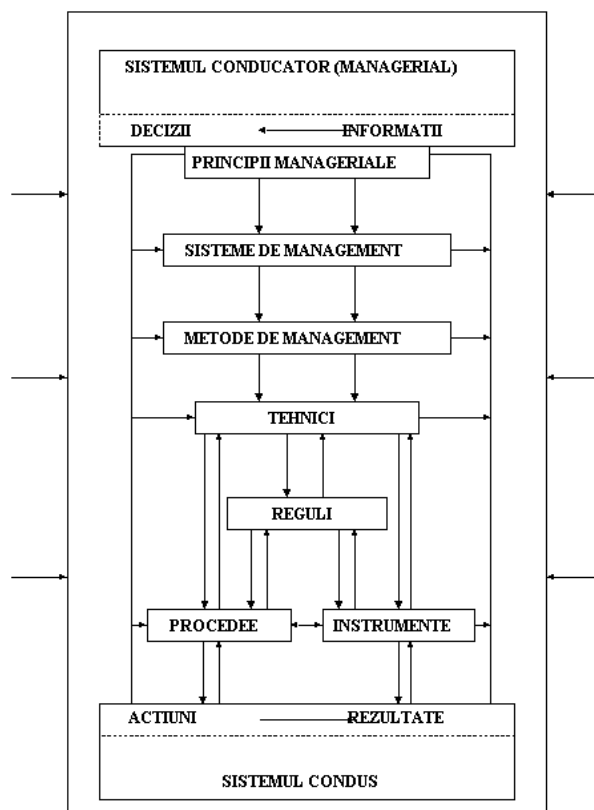 SISTEMUL CONDUCATOR (MANAGERIAL)
DECIZII INFORMATII
PRINCIPII MANAGERIALE
SISTEME DE MANAGEMENT
METODE DE MANAGEMENT
TEHNICI
REGULI
PROCEDEE INSTRUMENTE
ACTIUNI REZULTATE
SISTEMUL CONDUS